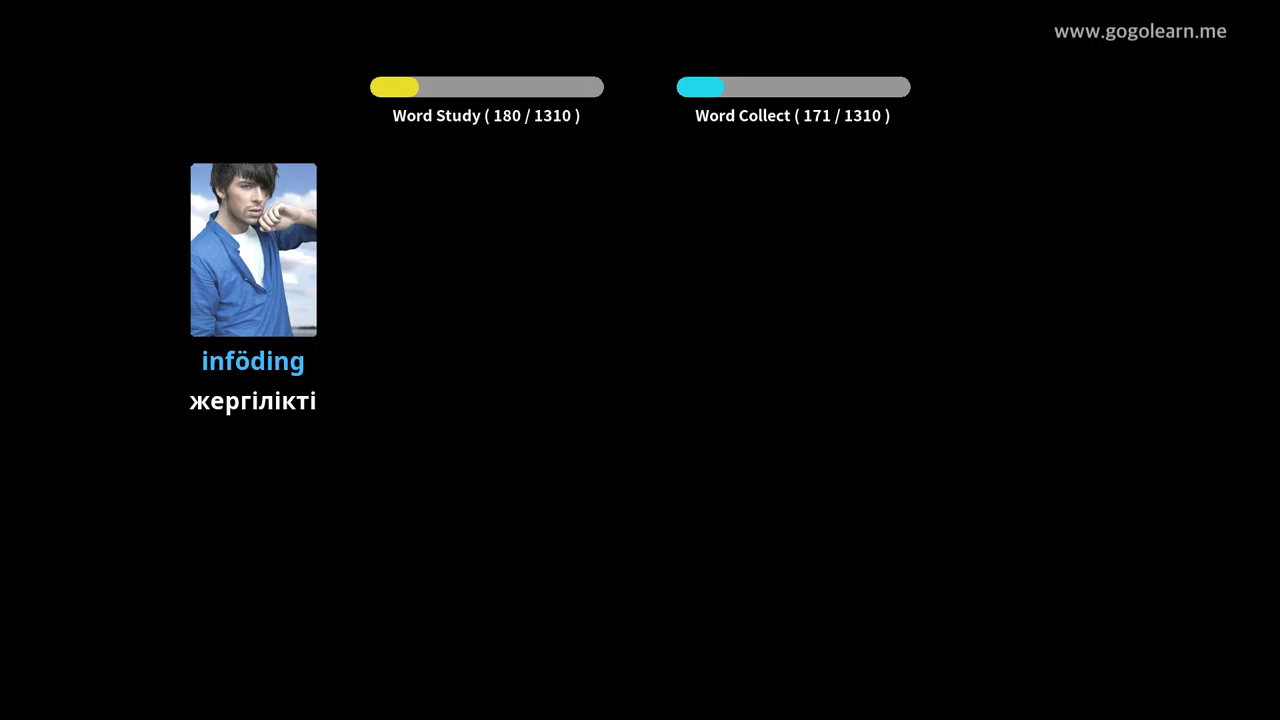 www.gogolearn.me
Word Study ( 180 / 1310 )
Word Collect ( 171 / 1310 )
inföding
жергілікті